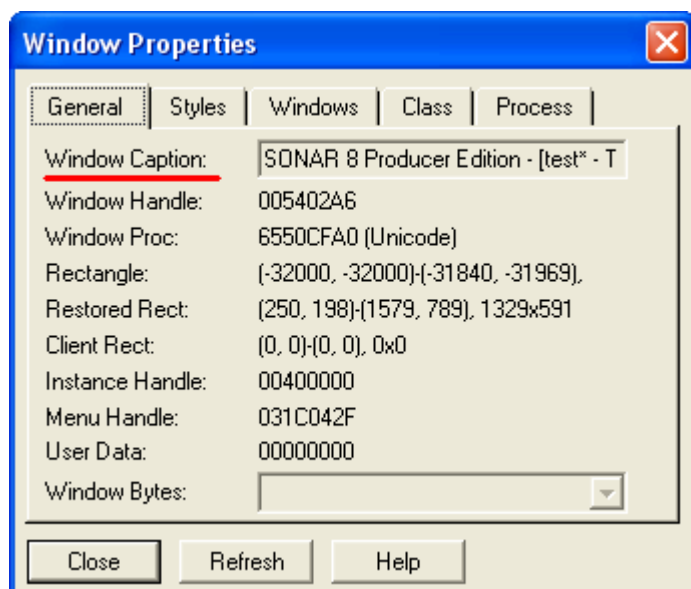 Window Properties
General Styles Windows Class Process
Window Caption: SONAR 8 Producer Edition - [test* - T
Window Handle: 005402A6
Window Proc: 6550CFA0 (Unicode)
Rectangle: (-32000, -32000)-(-31840, -31969),
Restored Rect: (250, 198)-(1579, 789), 1329x591
Client Rect: (0, 0)-(0, 0), 0x0
Instance Handle: 00400000
Menu Handle: 031C042F
User Data: 00000000
Window Bytes:
Close Refresh Help